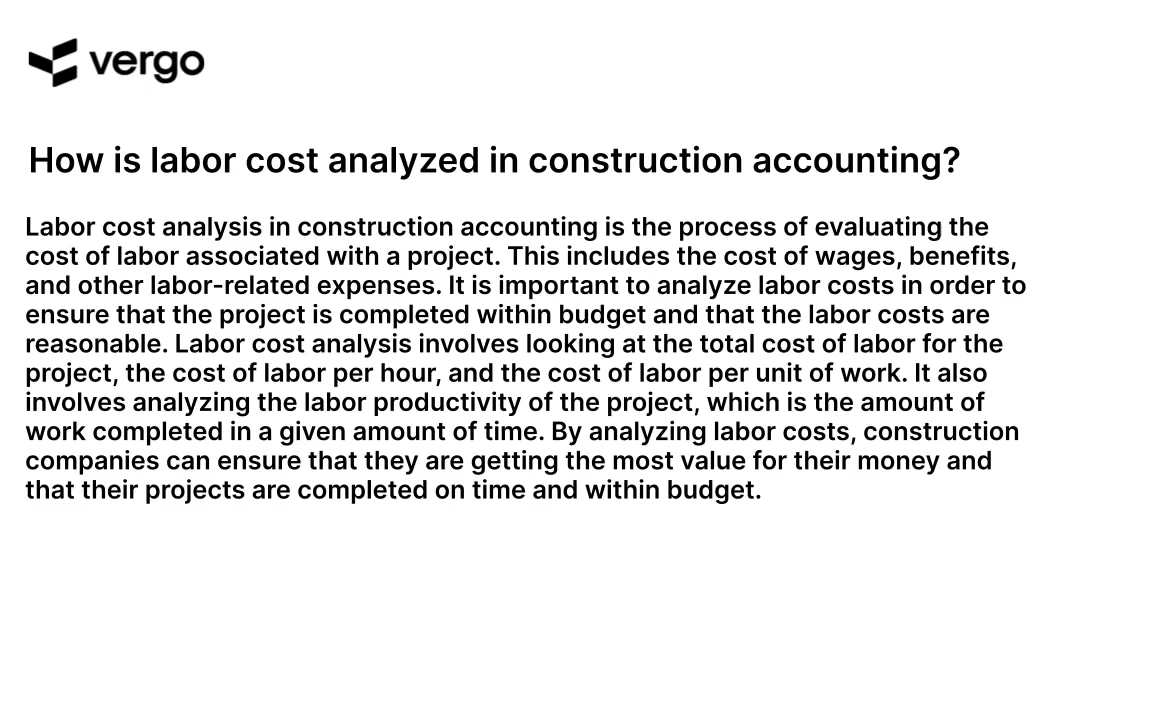 vergo
How is labor cost analyzed in construction accounting?
Labor cost analysis in construction accounting is the process of evaluating the
cost of labor associated with a project. This includes the cost of wages, benefits,
and other labor-related expenses. It is important to analyze labor costs in order to
ensure that the project is completed within budget and that the labor costs are
reasonable. Labor cost analysis involves looking at the total cost of labor for the
project, the cost of labor per hour, and the cost of labor per unit of work. It also
involves analyzing the labor productivity of the project, which is the amount of
work completed in a given amount of time. By analyzing labor costs, construction
companies can ensure that they are getting the most value for their money and
that their projects are completed on time and within budget.